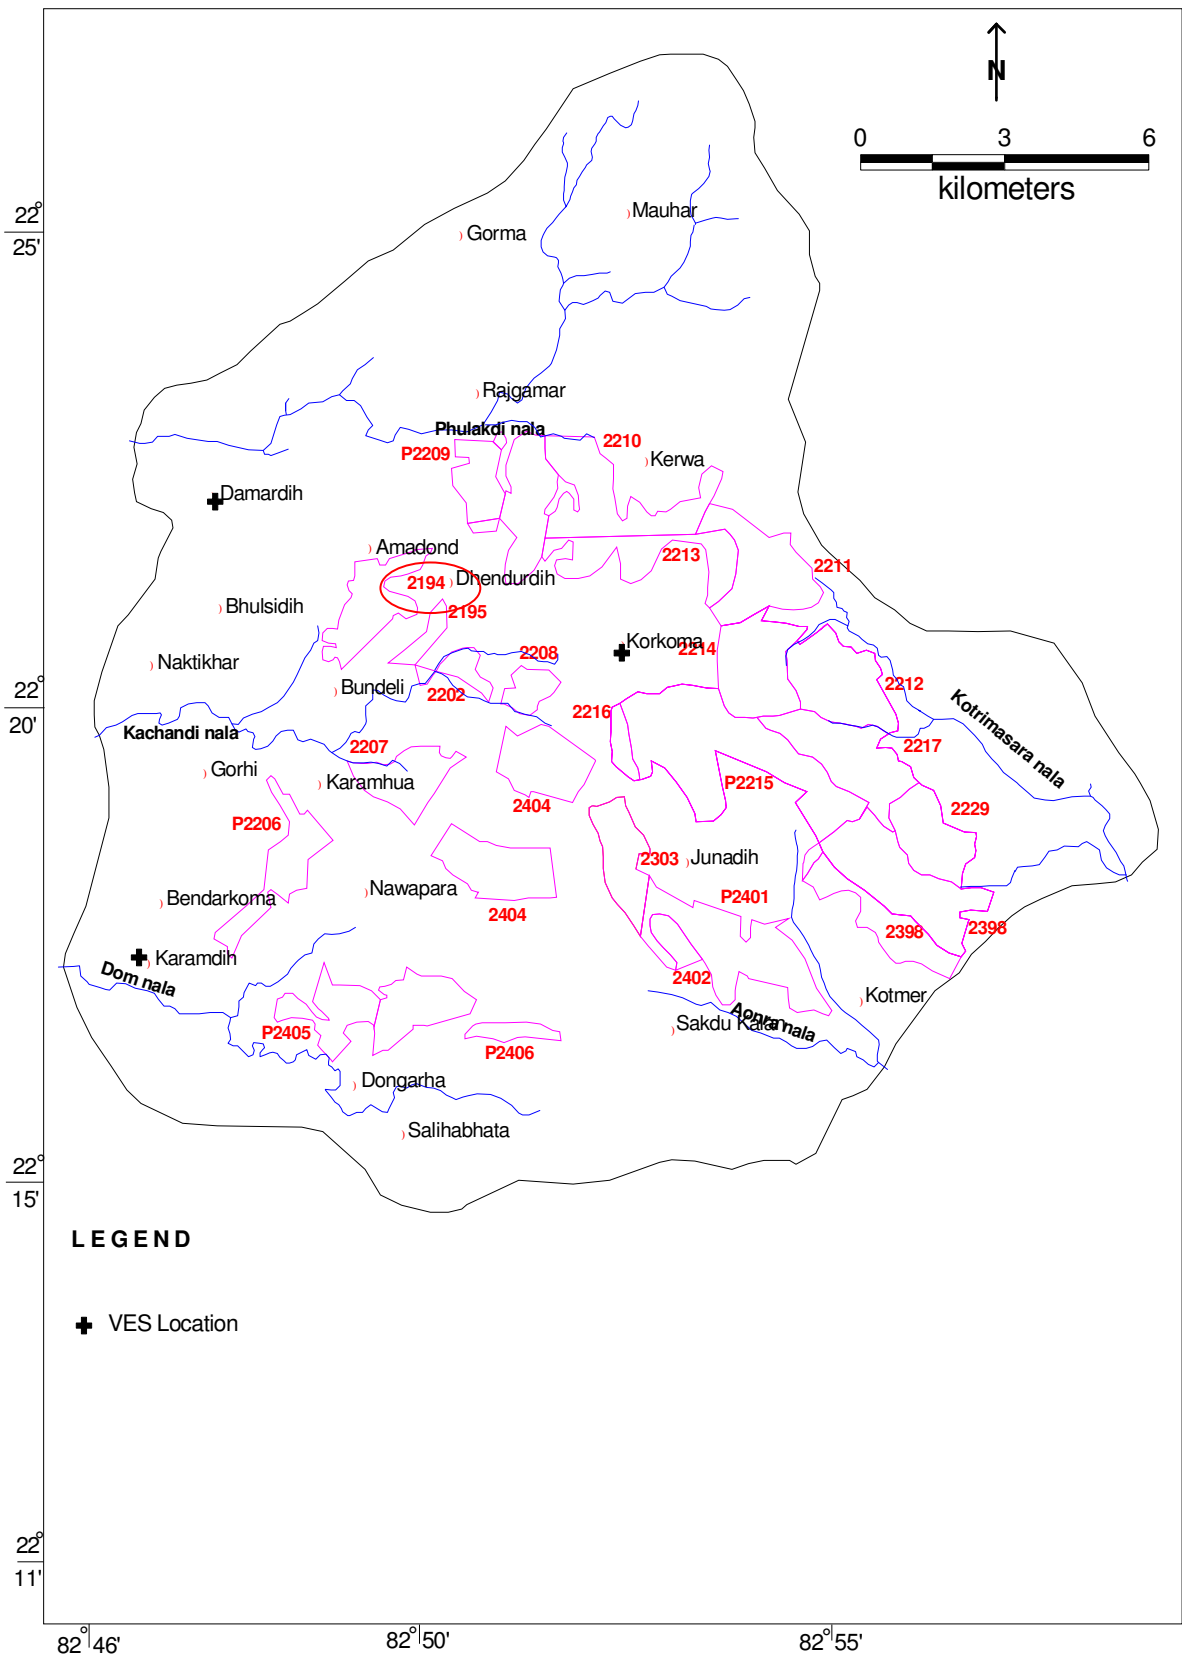 N
0 3 6
kilometers
22°
25'
Mauhar
Gorma
Rajgamar
Phulakdi nala
2210
P2209
Kerwa
Damardih
Amadond
2213
2211
2194
Dhendurdih
2195
Bhulsidih
Korkoma
2214
2208
Naktikhar
Bundeli
2202
2212
22°
20'
2216
Kotrimasara nala
Kachandi nala
2207
2217
Gorhi
Karamhua
P2215
2404
2229
P2206
2303
Junadih
Nawapara
Bendarkoma
P2401
2404
2398
2398
Karamdih
Dom nala
2402
Kotmer
Sakdu Kalan
Aonra nala
P2405
P2406
Dongarha
Salihabhata
22°
15'
LEGEND
VES Location
22°
11'
82°46'
82°50'
82°55'